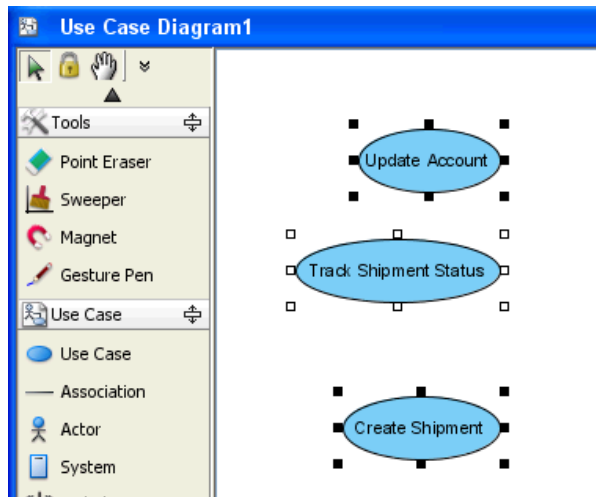 Use Case Diagram1
Tools
Point Eraser
Sweeper
Magnet
Gesture Pen
Use Case
Use Case
Association
Actor
System
Update Account
Track Shipment Status
Create Shipment